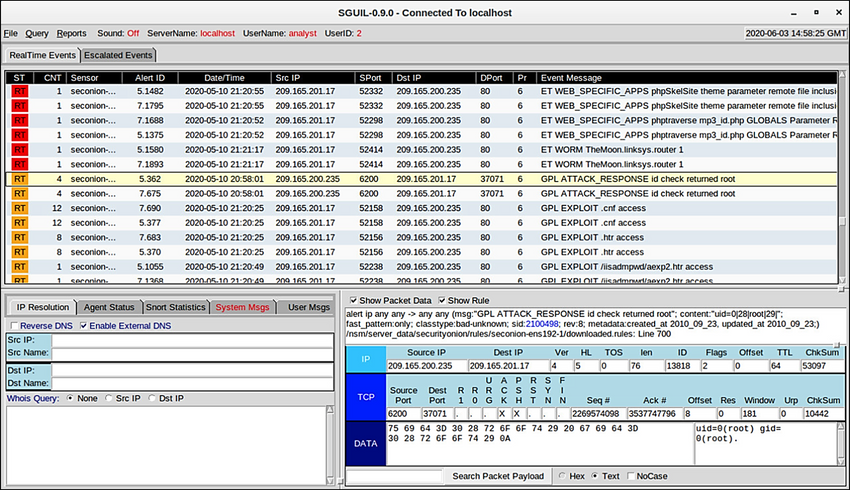 SGUIL-0.9.0 - Connected To localhost
File Query Reports Sound: Off ServerName: localhost UserName: analyst UserID: 2 2020-06-03 14:58:25 GMT
RealTime Events Escalated Events
ST CNT Sensor Alert ID Date/Time Src IP SPort Dst IP DPort Pr Event Message
RT 1 seconion-... 5.1482 2020-05-10 21:20:55 209.165.201.17 52332 209.165.200.235 80 6 ET WEB_SPECIFIC_APPS phpSkelSite theme parameter remote file inclusi
RT 1 seconion-... 7.1795 2020-05-10 21:20:55 209.165.201.17 52332 209.165.200.235 80 6 ET WEB_SPECIFIC_APPS phpSkelSite theme parameter remote file inclusi
RT 1 seconion-... 7.1688 2020-05-10 21:20:55 209.165.201.17 52298 209.165.200.235 80 6 ET WEB_SPECIFIC_APPS phptraverse mp3_id.php GLOBALS Parameter R
RT 1 seconion-... 5.1375 2020-05-10 21:20:55 209.165.201.17 52298 209.165.200.235 80 6 ET WEB_SPECIFIC_APPS phptraverse mp3_id.php GLOBALS Parameter R
RT 1 seconion-... 5.1580 2020-05-10 21:21:17 209.165.201.17 52414 209.165.200.235 80 6 ET WORM TheMoon.linksys.router 1
RT 1 seconion-... 7.1893 2020-05-10 21:21:17 209.165.201.17 52414 209.165.200.235 80 6 ET WORM TheMoon.linksys.router 1
RT 4 seconion-... 5.362 2020-05-10 20:58:01 209.165.200.235 6200 209.165.201.17 37071 6 GPL ATTACK_RESPONSE id check returned root
RT 4 seconion-... 7.675 2020-05-10 20:58:01 209.165.200.235 6200 209.165.201.17 37071 6 GPL ATTACK_RESPONSE id check returned root
RT 12 seconion-... 7.690 2020-05-10 21:20:25 209.165.201.17 52158 209.165.200.235 80 6 GPL EXPLOIT .cnf access
RT 12 seconion-... 5.377 2020-05-10 21:20:25 209.165.201.17 52158 209.165.200.235 80 6 GPL EXPLOIT .cnf access
RT 8 seconion-... 7.683 2020-05-10 21:20:25 209.165.201.17 52156 209.165.200.235 80 6 GPL EXPLOIT .htr access
RT 8 seconion-... 5.370 2020-05-10 21:20:25 209.165.201.17 52156 209.165.200.235 80 6 GPL EXPLOIT .htr access
RT 1 seconion-... 5.1055 2020-05-10 21:20:49 209.165.201.17 52238 209.165.200.235 80 6 GPL EXPLOIT /iisadmpwd/aexp2.htr access
RT 1 seconion-... 7.1368 2020-05-10 21:20:49 209.165.201.17 52238 209.165.200.235 80 6 GPL EXPLOIT /iisadmpwd/aexp2.htr access
IP Resolution Agent Status Snort Statistics System Msgs User Msgs
Reverse DNS Enable External DNS
Src IP:
Src Name:
Dst IP:
Dst Name:
Whois Query: None Src IP Dst IP
Show Packet Data Show Rule
alert ip any any -> any any (msg:"GPL ATTACK_RESPONSE id check returned root"; content:"uid=0|28|root|29|";
fast_pattern:only; classtype:bad-unknown; sid:2100498; rev:8; metadata:created_at 2010_09_23, updated_at 2010_09_23;)
/nsm/server_data/securityonion/rules/seconion-ens192-1/downloaded.rules: Line 700
IP Source IP Dest IP Ver HL TOS len ID Flags Offset TTL ChkSum
209.165.200.235 209.165.201.17 4 5 0 76 13818 2 0 64 53097
TCP Source Port Dest Port R1 R0 URG ACK PSH RST SYN FIN Seq # Ack # Offset Res Window Urp ChkSum
6200 37071 . . . X X . . . 2269574098 3537747796 8 0 181 0 10442
DATA
75 69 64 3D 30 28 72 6F 6F 74 29 20 67 69 64 3D uid=0(root) gid=
30 28 72 6F 6F 74 29 0A 0(root).
Search Packet Payload Hex Text NoCase